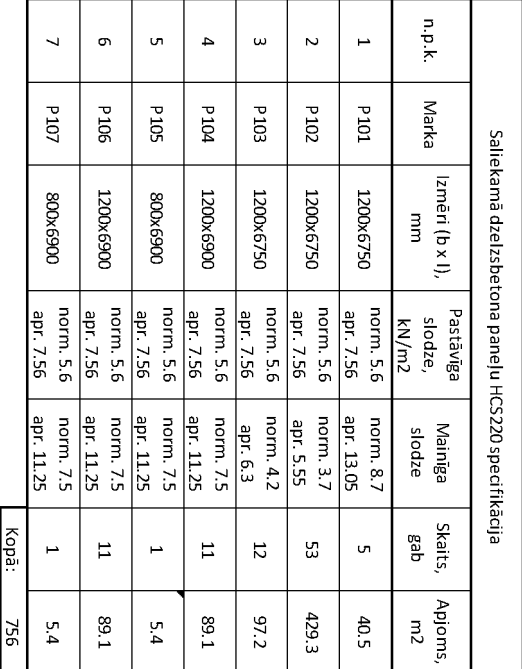 Saliekamā dzelzsbetona paneļu HCS220 specifikācija
n.p.k. Marka Izmēri (b x l), mm Pastāvīga slodze, kN/m2 Mainīga slodze Skaits, gab Apjoms, m2
1 P101 1200x6750 norm. 5.6 apr. 7.56 norm. 8.7 apr. 13.05 5 40.5
2 P102 1200x6750 norm. 5.6 apr. 7.56 norm. 3.7 apr. 5.55 53 429.3
3 P103 1200x6750 norm. 5.6 apr. 7.56 norm. 4.2 apr. 6.3 12 97.2
4 P104 1200x6900 norm. 5.6 apr. 7.56 norm. 7.5 apr. 11.25 11 89.1
5 P105 800x6900 norm. 5.6 apr. 7.56 norm. 7.5 apr. 11.25 1 5.4
6 P106 1200x6900 norm. 5.6 apr. 7.56 norm. 7.5 apr. 11.25 11 89.1
7 P107 800x6900 norm. 5.6 apr. 7.56 norm. 7.5 apr. 11.25 1 5.4
Kopā: 756